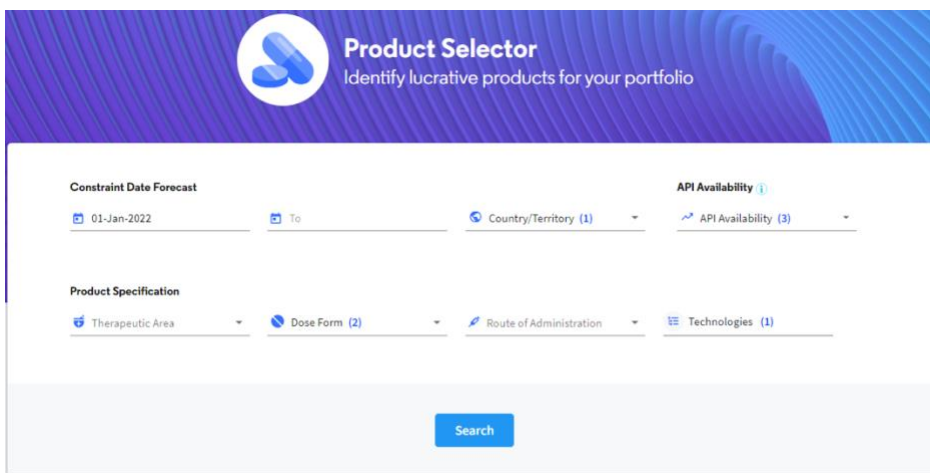 Product Selector
Identify lucrative products for your portfolio
Constraint Date Forecast
API Availability i
01-Jan-2022
To
Country/Territory (1)
API Availability (3)
Product Specification
Therapeutic Area
Dose Form (2)
Route of Administration
Technologies (1)
Search